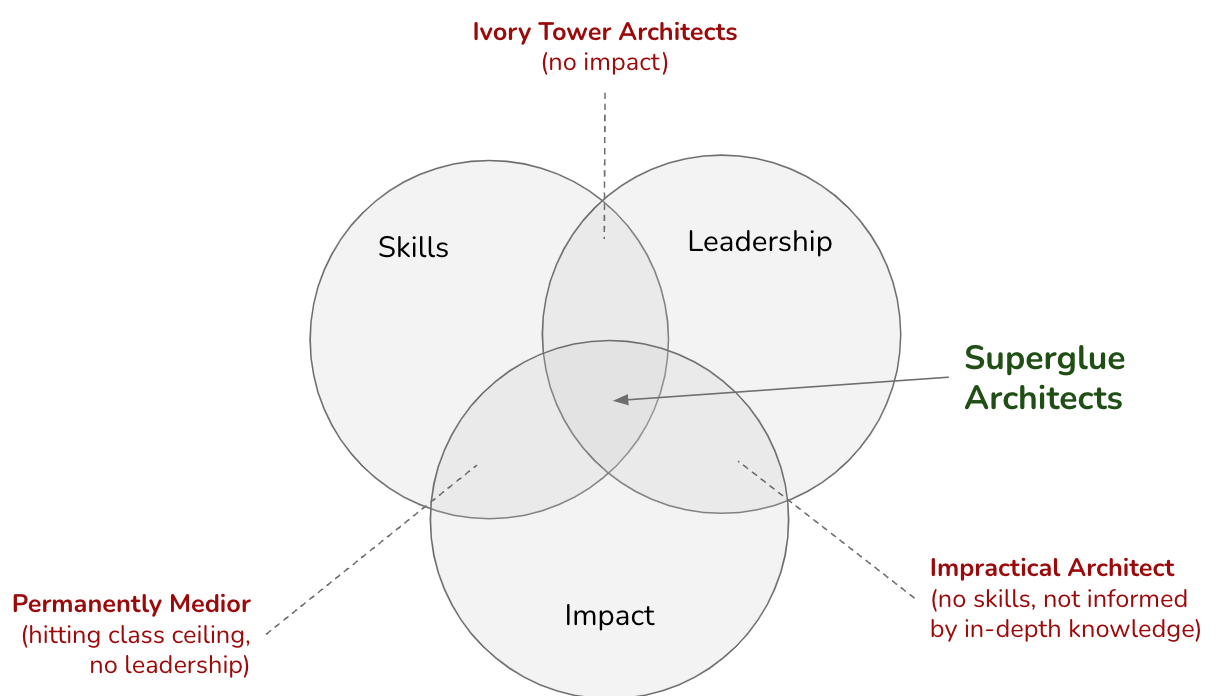 Ivory Tower Architects
(no impact)
Skills
Leadership
Superglue
Architects
Impractical Architect
(no skills, not informed
by in-depth knowledge)
Permanently Medior
(hitting class ceiling,
no leadership)
Impact